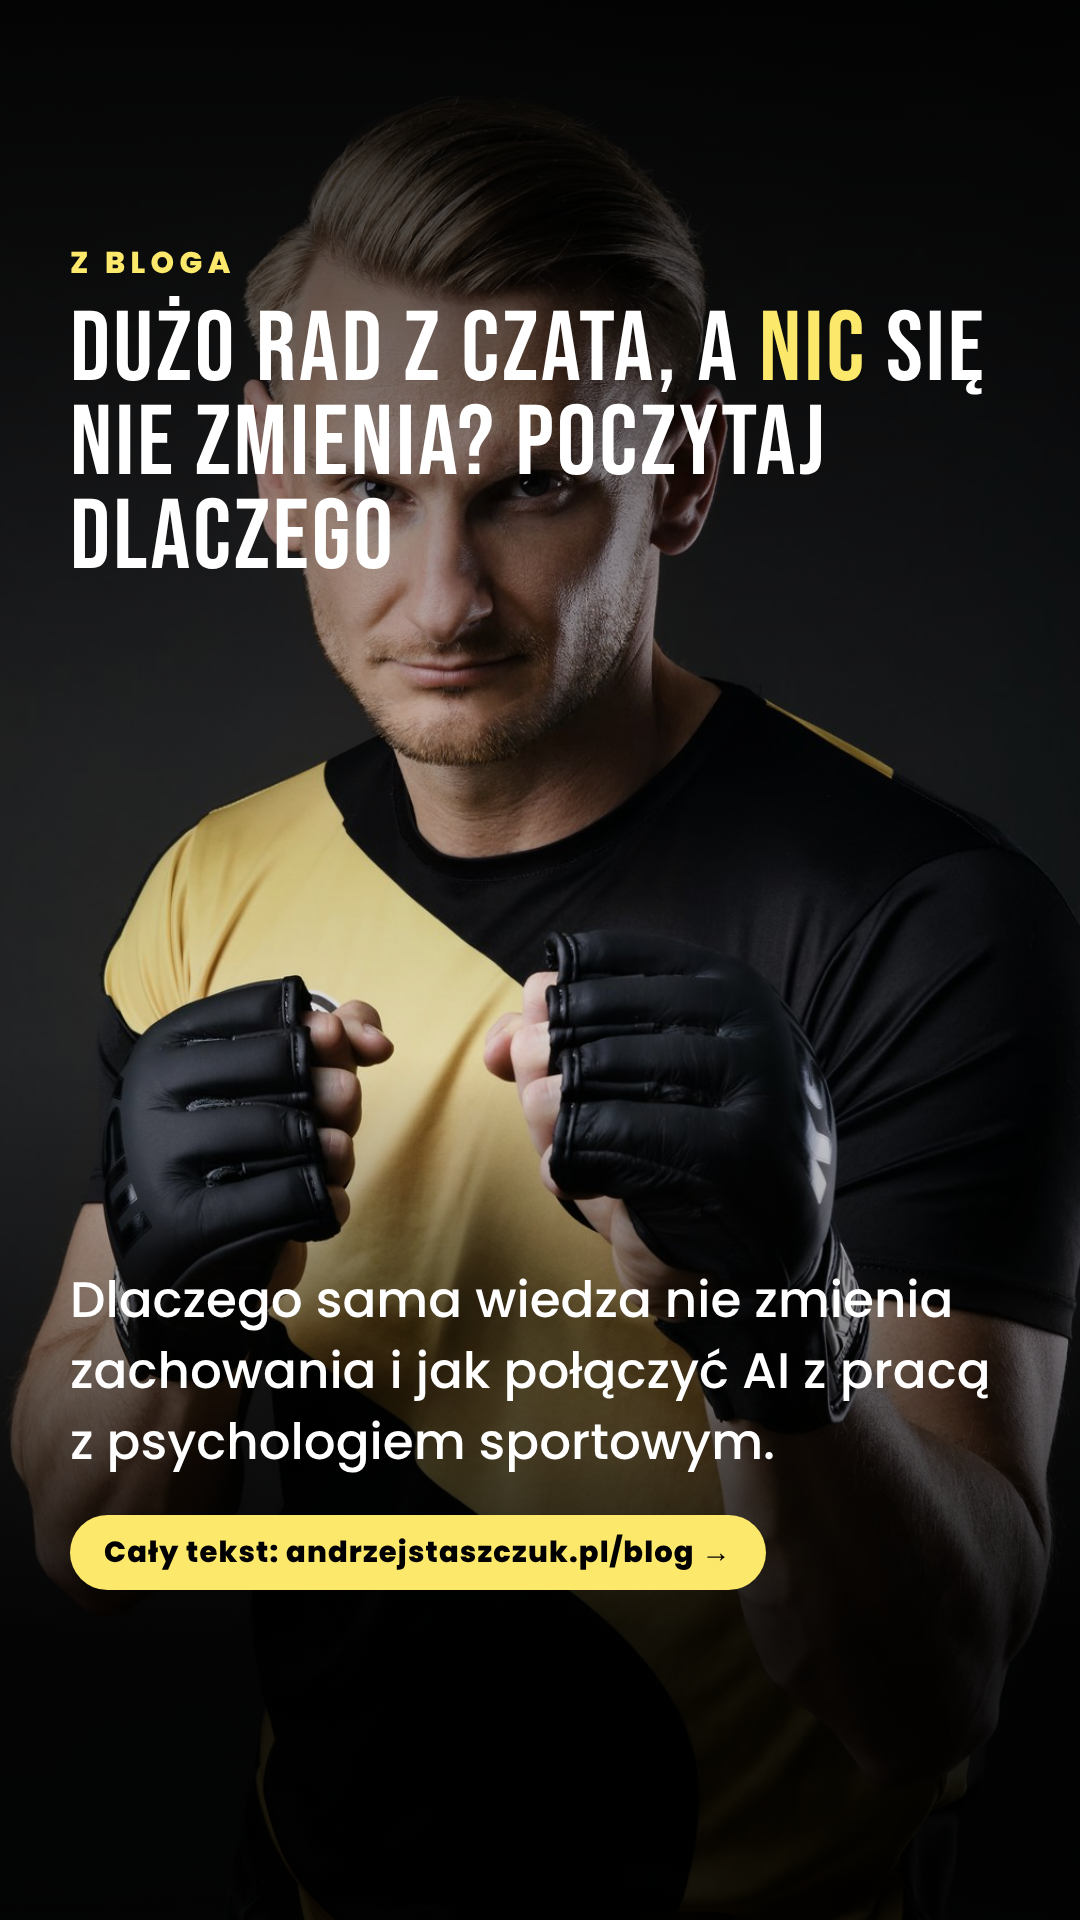 Z BLOGA
DUŻO RAD Z CZATA, A NIC SIĘ
NIE ZMIENIA? POCZYTAJ
DLACZEGO
Dlaczego sama wiedza nie zmienia
zachowania i jak połączyć AI z pracą
z psychologiem sportowym.
Cały tekst: andrzejstaszczuk.pl/blog →